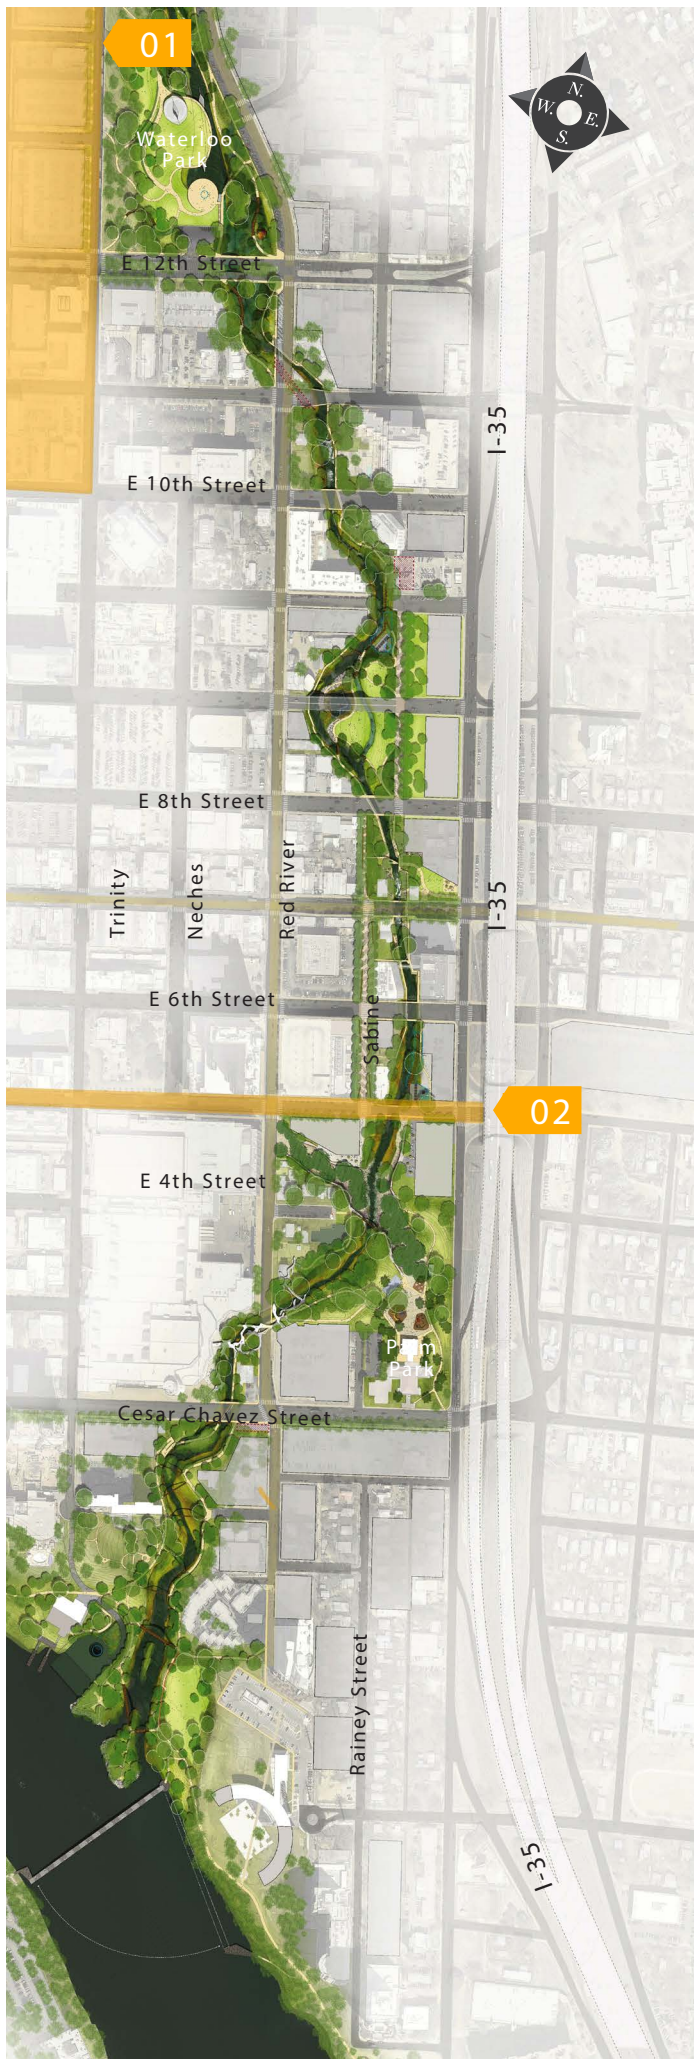 01
N.
W.
E.
S.
Waterloo
Park
E 12th Street
I-35
E 10th Street
E 8th Street
Trinity
Neches
Red River
I-35
E 6th Street
Sabine
02
E 4th Street
Palm
Park
Cesar Chavez Street
Rainey Street
I-35